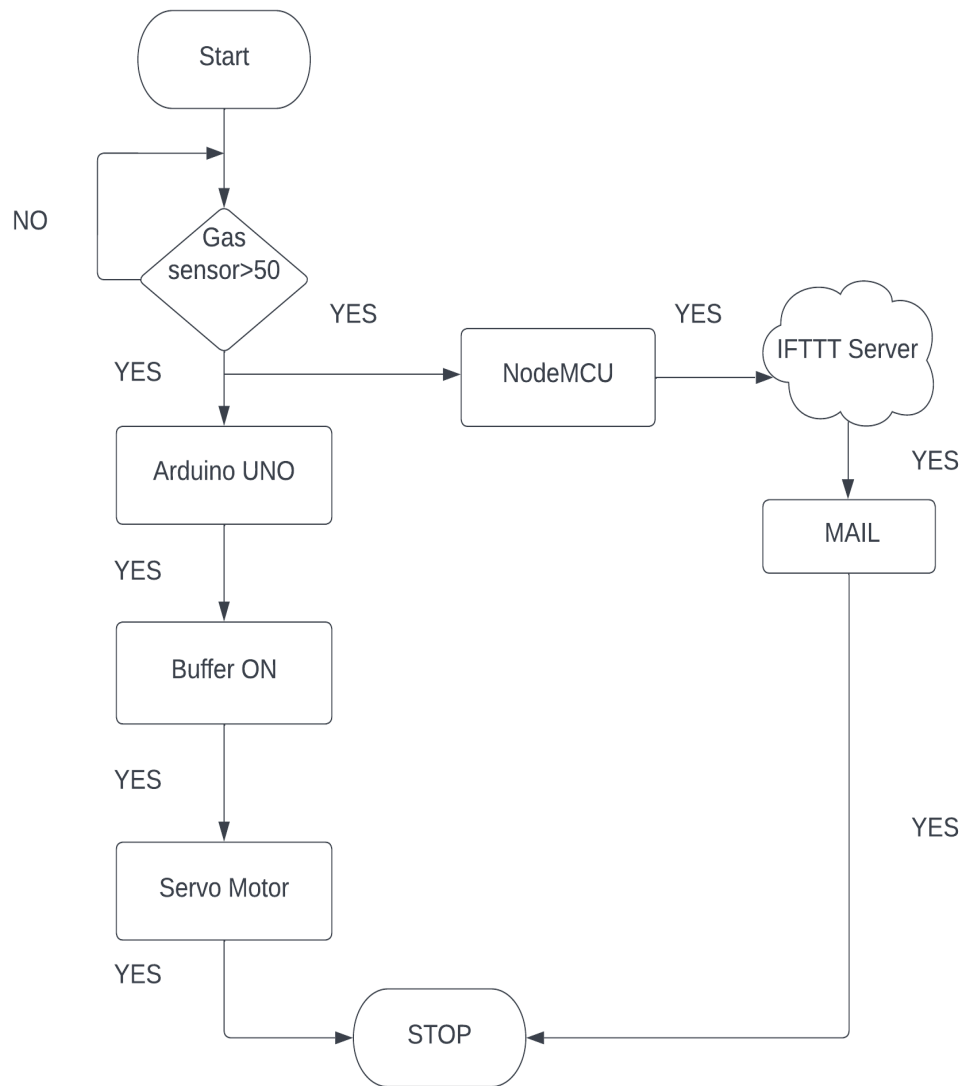 Start
NO
Gas
sensor>50
YES
YES
IFTTT Server
YES
NodeMCU
YES
Arduino UNO
MAIL
YES
Buffer ON
YES
YES
Servo Motor
YES
STOP